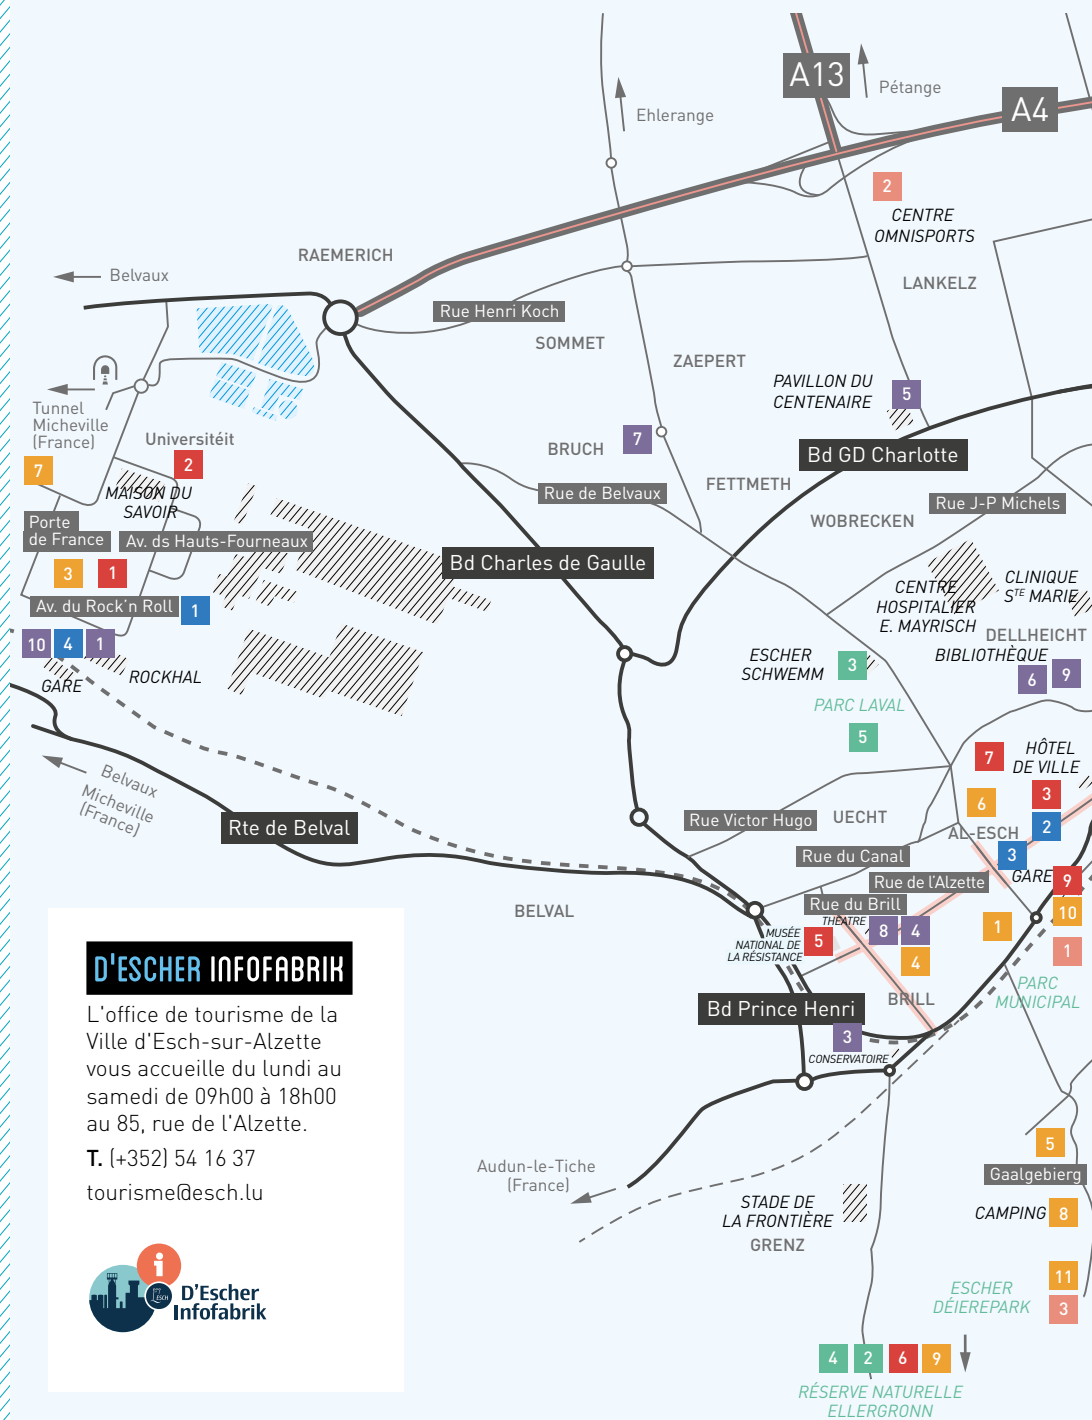 A13
Pétange
A4
Ehlerange
2
CENTRE
OMNISPORTS
RAEMERICH
Belvaux
LANKELZ
Rue Henri Koch
SOMMET
ZAEPERT
PAVILLON DU
CENTENAIRE
5
Tunnel
Micheville
(France)
Universitéit
7
2
MAISON DU
SAVOIR
BRUCH
7
Bd GD Charlotte
Rue de Belvaux
FETTMETH
Rue J-P Michels
WOBRECKEN
Porte
de France
Av. ds Hauts-Fourneaux
Bd Charles de Gaulle
3
1
CENTRE
HOSPITALIER
E. MAYRISCH
CLINIQUE
STE MARIE
Av. du Rock'n Roll
1
10
4
1
GARE
ROCKHAL
DELLHEICHT
BIBLIOTHÈQUE
6
9
ESCHER
SCHWEMM
3
PARC LAVAL
5
7
HÔTEL
DE VILLE
Belvaux
Micheville
(France)
6
3
2
Rte de Belval
Rue Victor Hugo
UECHT
AL-ESCH
3
Rue du Canal
GARE
9
Rue de l'Alzette
BELVAL
Rue du Brill
10
THÉÂTRE
8
4
1
MUSÉE
NATIONAL DE
LA RÉSISTANCE
5
4
1
D'ESCHER INFOFABRIK
PARC
MUNICIPAL
BRILL
Bd Prince Henri
3
CONSERVATOIRE
L'office de tourisme de la
Ville d'Esch-sur-Alzette
vous accueille du lundi au
samedi de 09h00 à 18h00
au 85, rue de l'Alzette.
T. (+352) 54 16 37
tourisme@esch.lu
5
Gaalgebierg
Audun-le-Tiche
(France)
STADE DE
LA FRONTIÈRE
CAMPING
8
GRENZ
i
ESCH
D'Escher
Infofabrik
11
ESCHER
DÉIEREPARK
3
4
2
6
9
RÉSERVE NATURELLE
ELLERGRONN